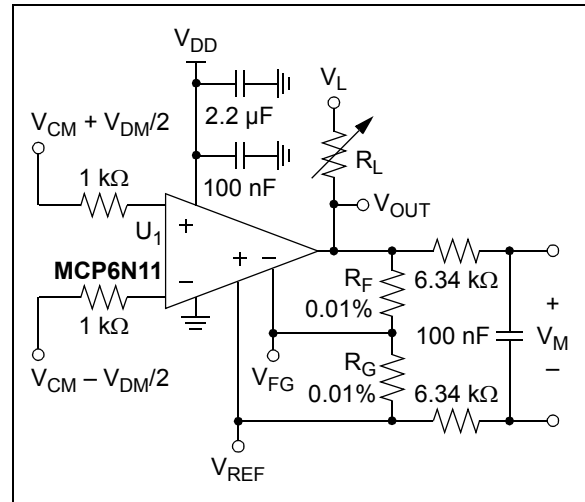 V_DD
V_L
2.2 µF
V_CM + V_DM/2
R_L
100 nF
1 kΩ
V_OUT
U_1
+
+ −
MCP6N11
−
R_F
0.01%
6.34 kΩ
1 kΩ
+
100 nF
V_M
−
V_FG
R_G
0.01%
6.34 kΩ
V_CM − V_DM/2
V_REF